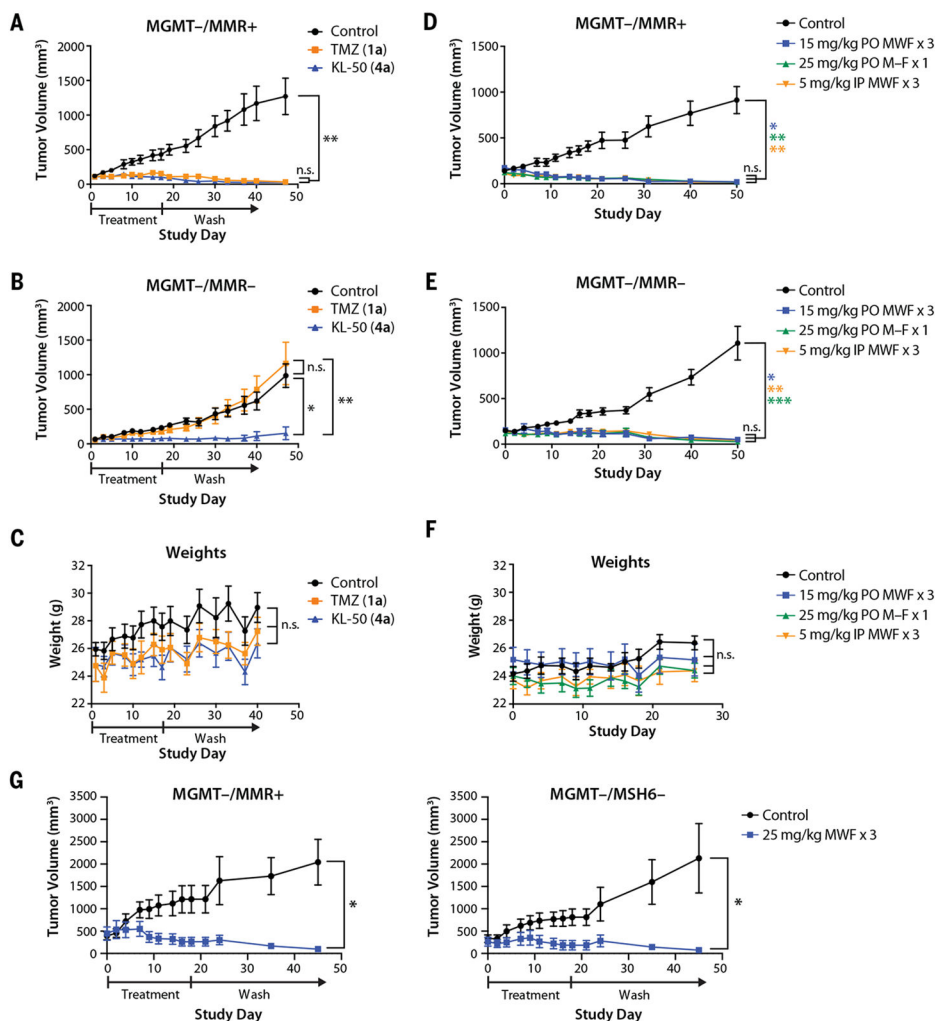 A
MGMT–/MMR+
Tumor Volume (mm³)
2000
1500
1000
500
0
0 10 20 30 40 50
Treatment Wash
Study Day
Control
TMZ (1a)
KL-50 (4a)
**
n.s.
D
MGMT–/MMR+
Tumor Volume (mm³)
1500
1000
500
0
0 10 20 30 40 50
Study Day
Control
15 mg/kg PO MWF x 3
25 mg/kg PO M–F x 1
5 mg/kg IP MWF x 3
*
**
**
n.s.
B
MGMT–/MMR–
Tumor Volume (mm³)
2000
1500
1000
500
0
0 10 20 30 40 50
Treatment Wash
Study Day
Control
TMZ (1a)
KL-50 (4a)
n.s.
*
**
E
MGMT–/MMR–
Tumor Volume (mm³)
1500
1000
500
0
0 10 20 30 40 50
Study Day
Control
15 mg/kg PO MWF x 3
25 mg/kg PO M–F x 1
5 mg/kg IP MWF x 3
*
**
***
n.s.
C
Weights
Weight (g)
32
30
28
26
24
22
0 10 20 30 40 50
Treatment Wash
Study Day
Control
TMZ (1a)
KL-50 (4a)
n.s.
F
Weights
Weight (g)
32
30
28
26
24
22
0 10 20 30
Study Day
Control
15 mg/kg PO MWF x 3
25 mg/kg PO M–F x 1
5 mg/kg IP MWF x 3
n.s.
G
MGMT–/MMR+
Tumor Volume (mm³)
3500
3000
2500
2000
1500
1000
500
0
0 10 20 30 40 50
Treatment Wash
Study Day
*
MGMT–/MSH6–
Tumor Volume (mm³)
3500
3000
2500
2000
1500
1000
500
0
0 10 20 30 40 50
Treatment Wash
Study Day
Control
25 mg/kg MWF x 3
*